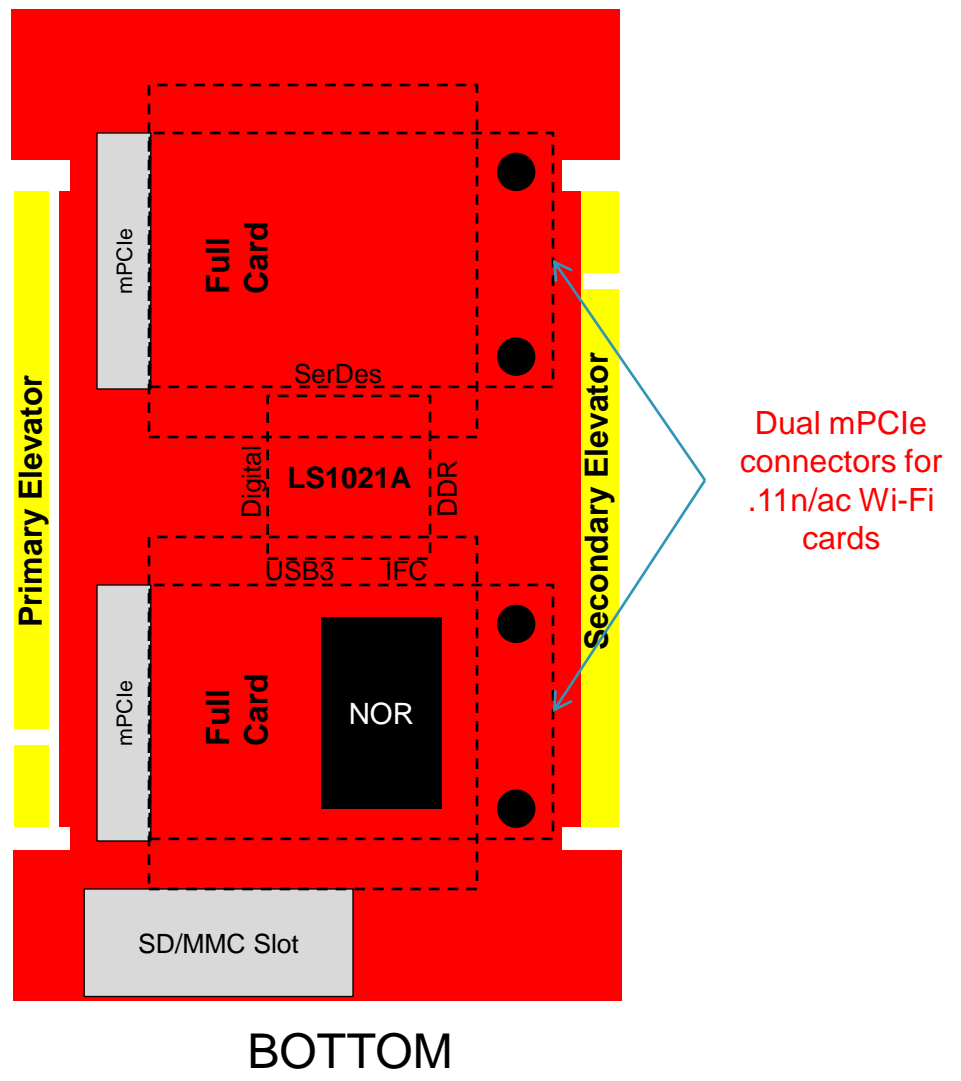 mPCIe
Full
Card
SerDes
Primary Elevator
Digital
LS1021A
DDR
Secondary Elevator
Dual mPCIe
connectors for
.11n/ac Wi-Fi
cards
USB3
IFC
mPCIe
Full
Card
NOR
SD/MMC Slot
BOTTOM